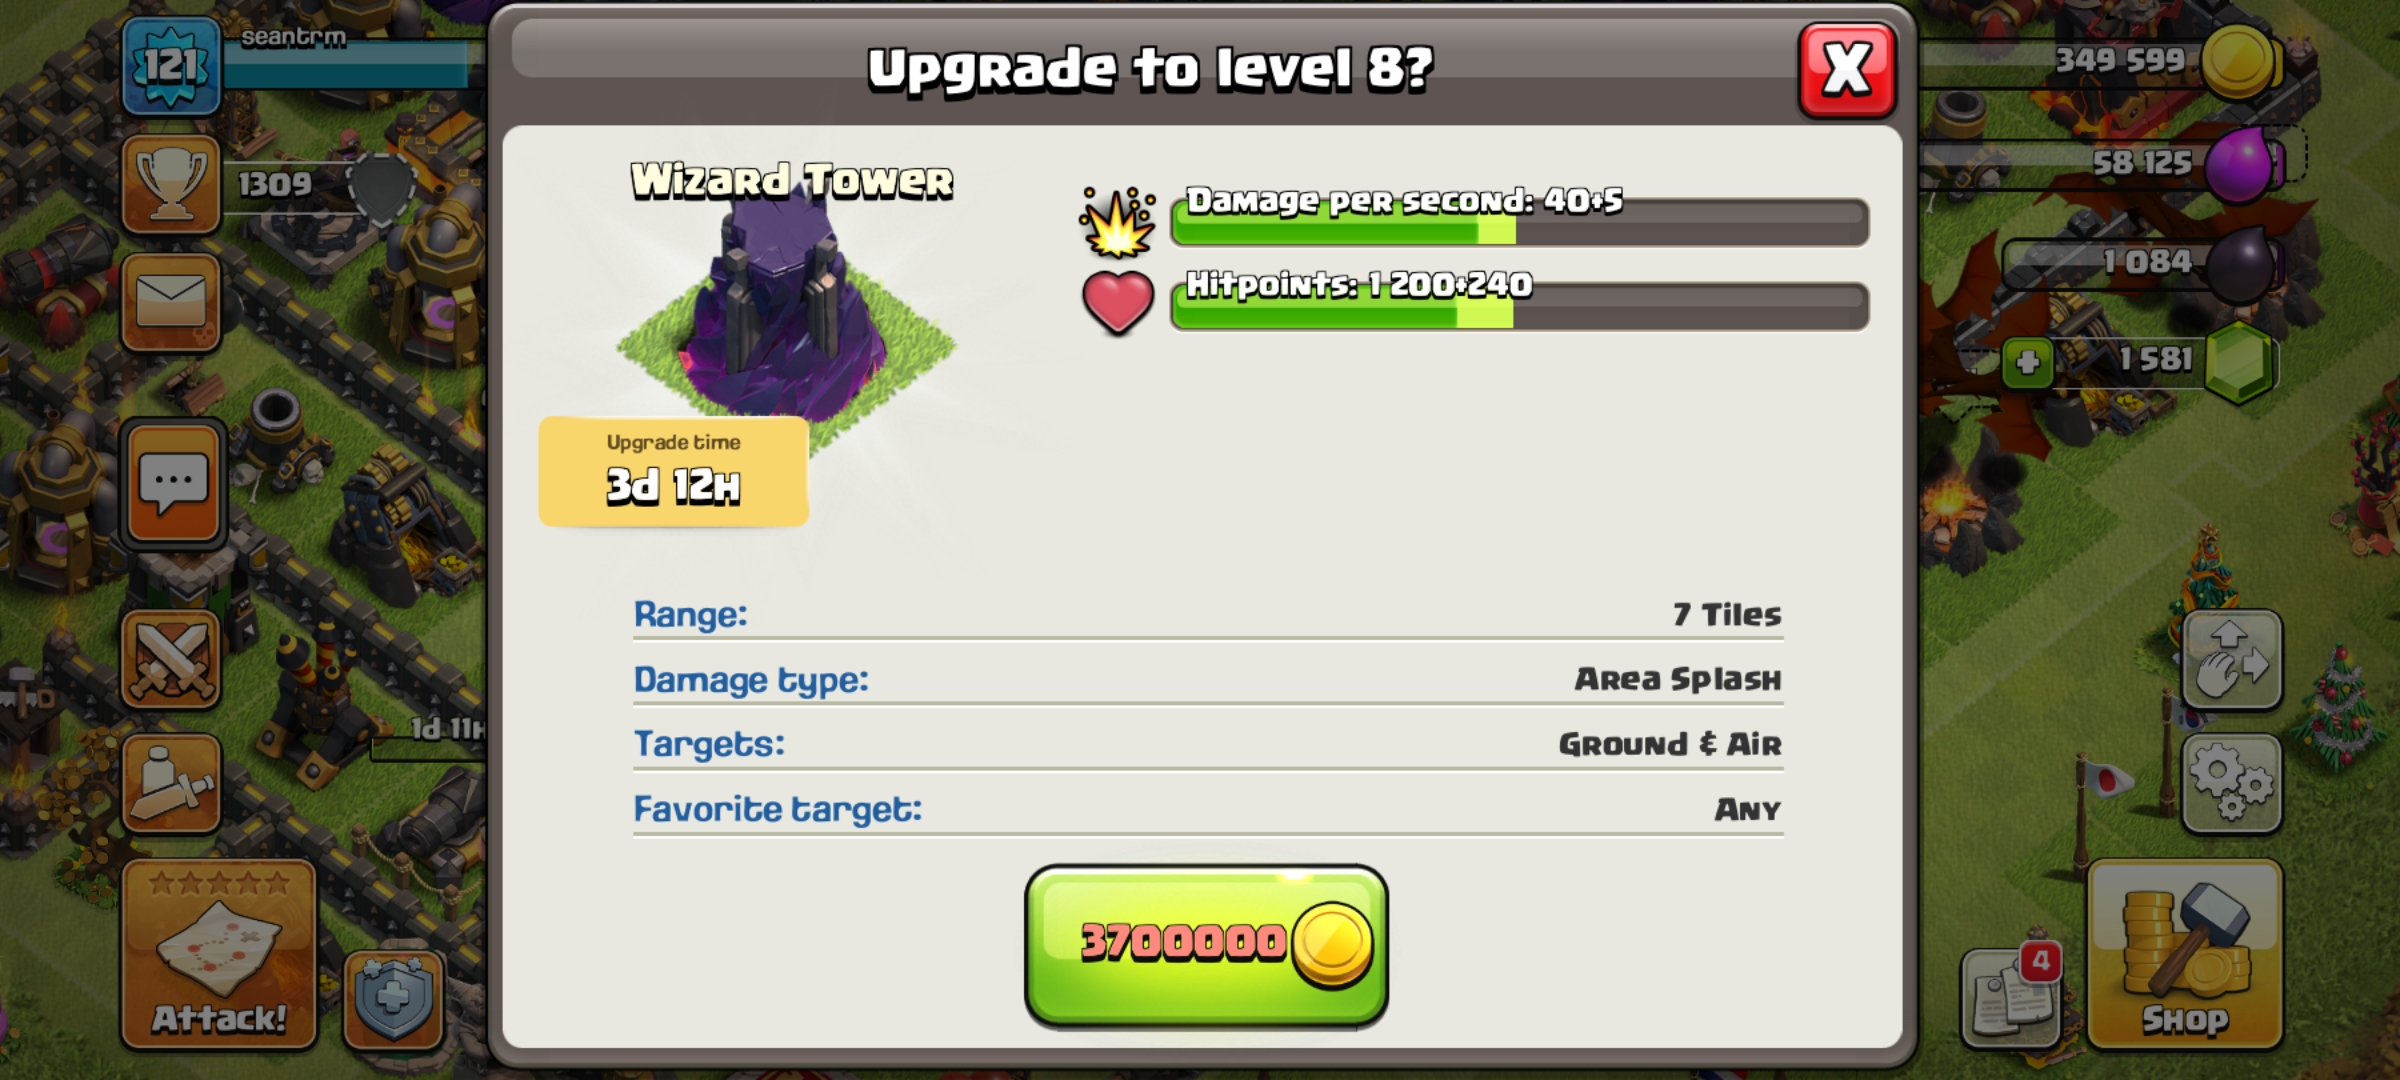 121
seantrm
1309
1d 11H
Attack!
Upgrade to level 8?
X
Wizard Tower
Damage per second: 40+5
Hitpoints: 1 200+240
Upgrade time
3d 12H
Range:
7 Tiles
Damage type:
Area Splash
Targets:
Ground & Air
Favorite target:
Any
3700000
349 599
58 125
1 084
1 581
4
Shop